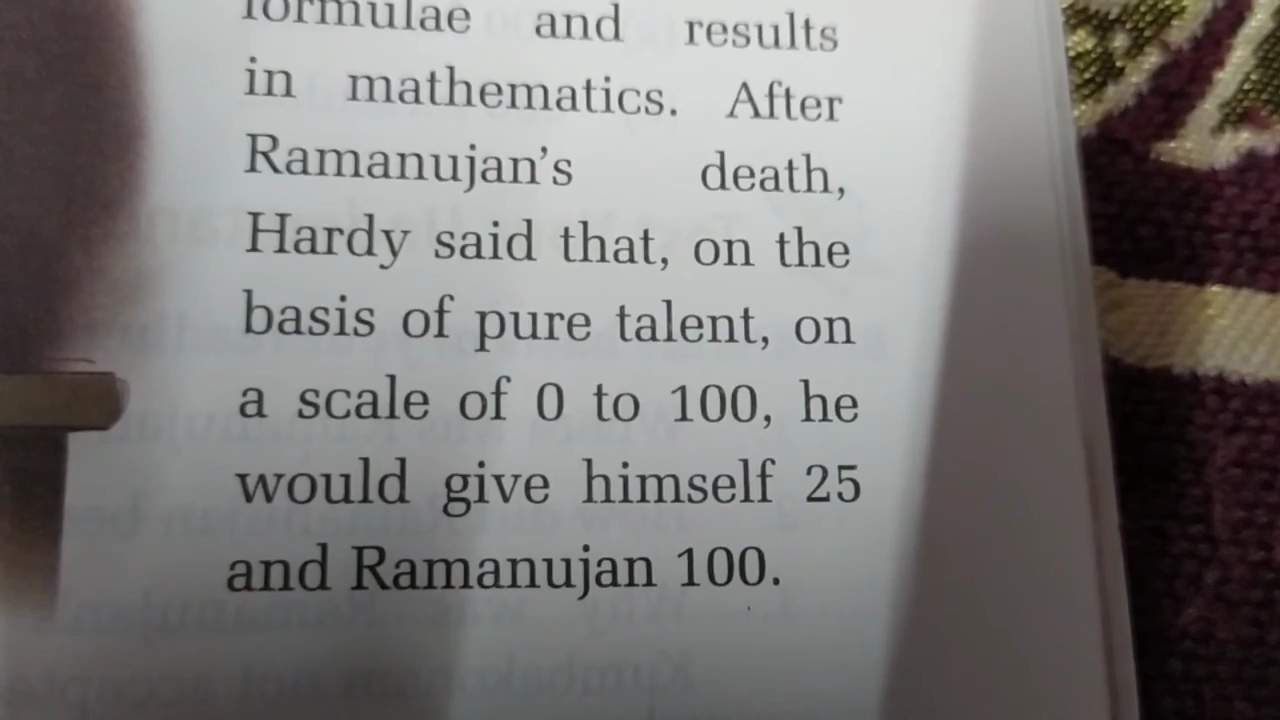 formulae and results
in mathematics. After
Ramanujan's death,
Hardy said that, on the
basis of pure talent, on
a scale of 0 to 100, he
would give himself 25
and Ramanujan 100.